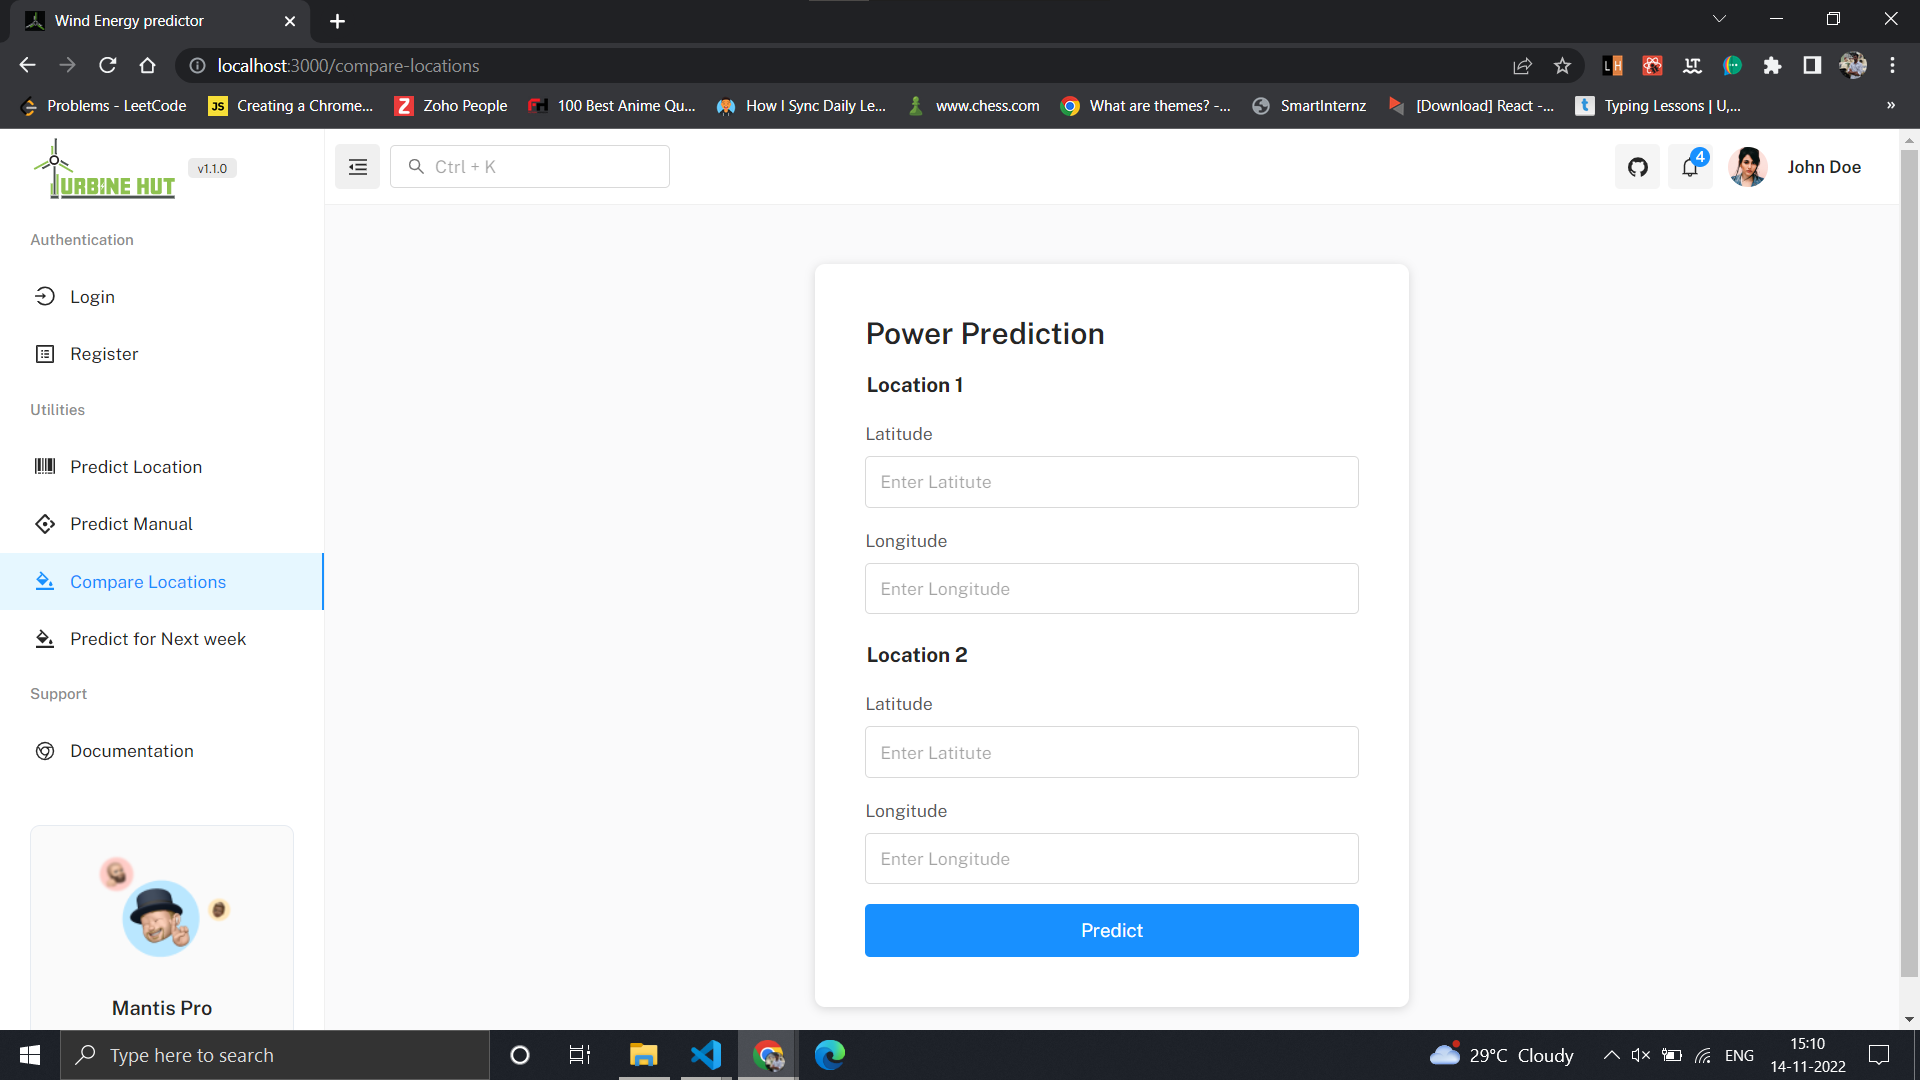 Wind Energy predictor
localhost:3000/compare-locations
Problems - LeetCode
JS Creating a Chrome...
Z Zoho People
100 Best Anime Qu...
How I Sync Daily Le...
www.chess.com
What are themes? -...
SmartInternz
[Download] React -...
t Typing Lessons | U,...
»
URBINE HUT
v1.1.0
Ctrl + K
4
John Doe
Authentication
Login
Register
Utilities
Predict Location
Predict Manual
Compare Locations
Predict for Next week
Support
Documentation
Mantis Pro
Power Prediction
Location 1
Latitude
Enter Latitute
Longitude
Enter Longitude
Location 2
Latitude
Enter Latitute
Longitude
Enter Longitude
Predict
Type here to search
29°C Cloudy
ENG
15:10
14-11-2022